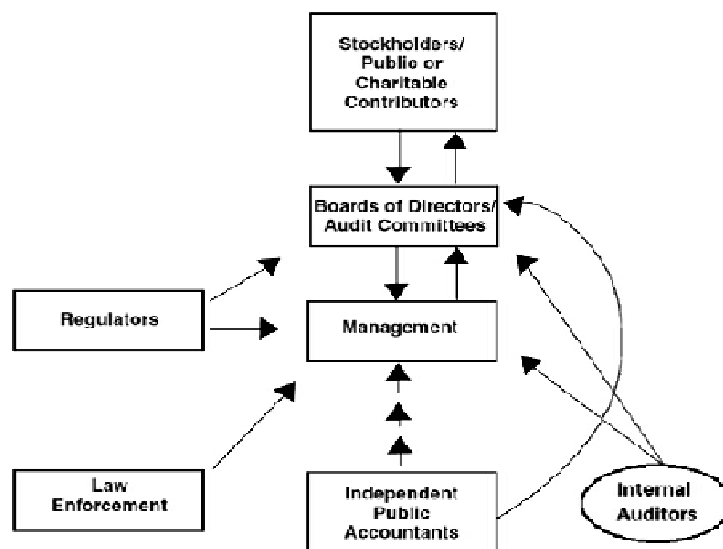 Stockholders/
Public or
Charitable
Contributors
Boards of Directors/
Audit Committees
Regulators
Management
Law
Enforcement
Independent
Public
Accountants
Internal
Auditors